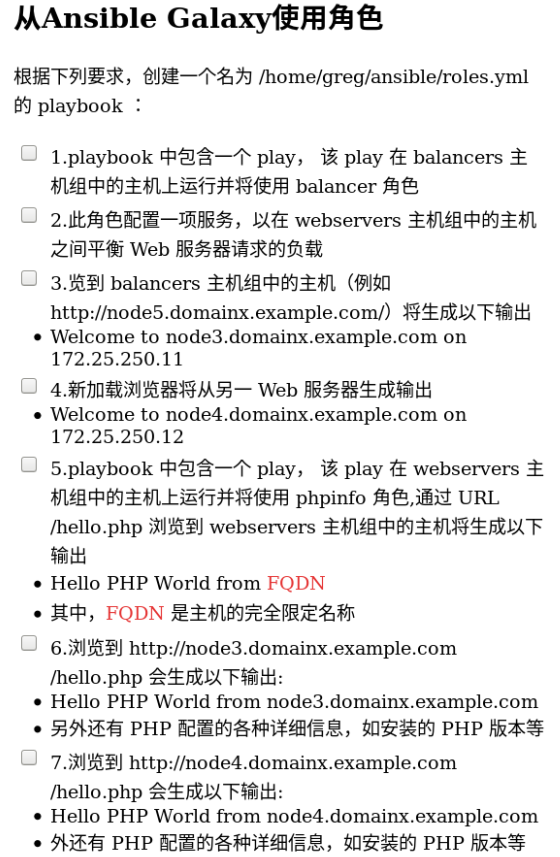 从Ansible Galaxy使用角色
根据下列要求，创建一个名为 /home/greg/ansible/roles.yml
的 playbook ：
1.playbook 中包含一个 play， 该 play 在 balancers 主
机组中的主机上运行并将使用 balancer 角色
2.此角色配置一项服务，以在 webservers 主机组中的主机
之间平衡 Web 服务器请求的负载
3.览到 balancers 主机组中的主机（例如
http://node5.domainx.example.com/）将生成以下输出
• Welcome to node3.domainx.example.com on
172.25.250.11
4.新加载浏览器将从另一 Web 服务器生成输出
• Welcome to node4.domainx.example.com on
172.25.250.12
5.playbook 中包含一个 play， 该 play 在 webservers 主
机组中的主机上运行并将使用 phpinfo 角色,通过 URL
/hello.php 浏览到 webservers 主机组中的主机将生成以下
输出
• Hello PHP World from FQDN
• 其中，FQDN 是主机的完全限定名称
6.浏览到 http://node3.domainx.example.com
/hello.php 会生成以下输出:
• Hello PHP World from node3.domainx.example.com
• 另外还有 PHP 配置的各种详细信息，如安装的 PHP 版本等
7.浏览到 http://node4.domainx.example.com
/hello.php 会生成以下输出:
• Hello PHP World from node4.domainx.example.com
• 外还有 PHP 配置的各种详细信息，如安装的 PHP 版本等